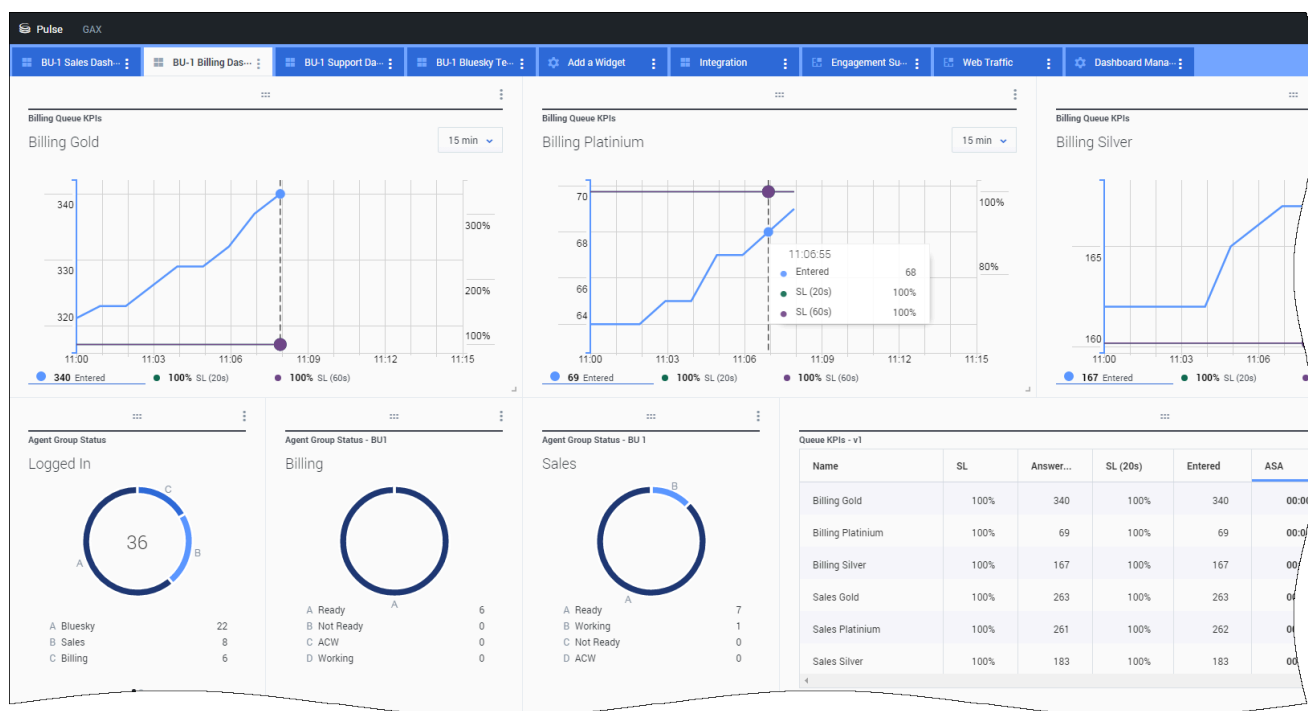 Pulse GAX
BU-1 Sales Dash... BU-1 Billing Das... BU-1 Support Da... BU-1 Bluesky Te... Add a Widget Integration Engagement Su... Web Traffic Dashboard Mana...
Billing Queue KPIs
Billing Gold
15 min
340
330
320
300%
200%
100%
11:00 11:03 11:06 11:09 11:12 11:15
340 Entered 100% SL (20s) 100% SL (60s)
Billing Queue KPIs
Billing Platinium
15 min
70
68
66
64
100%
80%
11:06:55
Entered 68
SL (20s) 100%
SL (60s) 100%
11:00 11:03 11:06 11:09 11:12 11:15
69 Entered 100% SL (20s) 100% SL (60s)
Billing Queue KPIs
Billing Silver
165
160
11:00 11:03 11:06
167 Entered 100% SL (20s)
Agent Group Status
Logged In
C
36
B
A
A Bluesky 22
B Sales 8
C Billing 6
Agent Group Status - BU1
Billing
A
A Ready 6
B Not Ready 0
C ACW 0
D Working 0
Agent Group Status - BU 1
Sales
B
A
A Ready 7
B Working 1
C Not Ready 0
D ACW 0
Queue KPIs - v1
Name SL Answer... SL (20s) Entered ASA
Billing Gold 100% 340 100% 340
Billing Platinium 100% 69 100% 69
Billing Silver 100% 167 100% 167
Sales Gold 100% 263 100% 263
Sales Platinium 100% 261 100% 262
Sales Silver 100% 183 100% 183